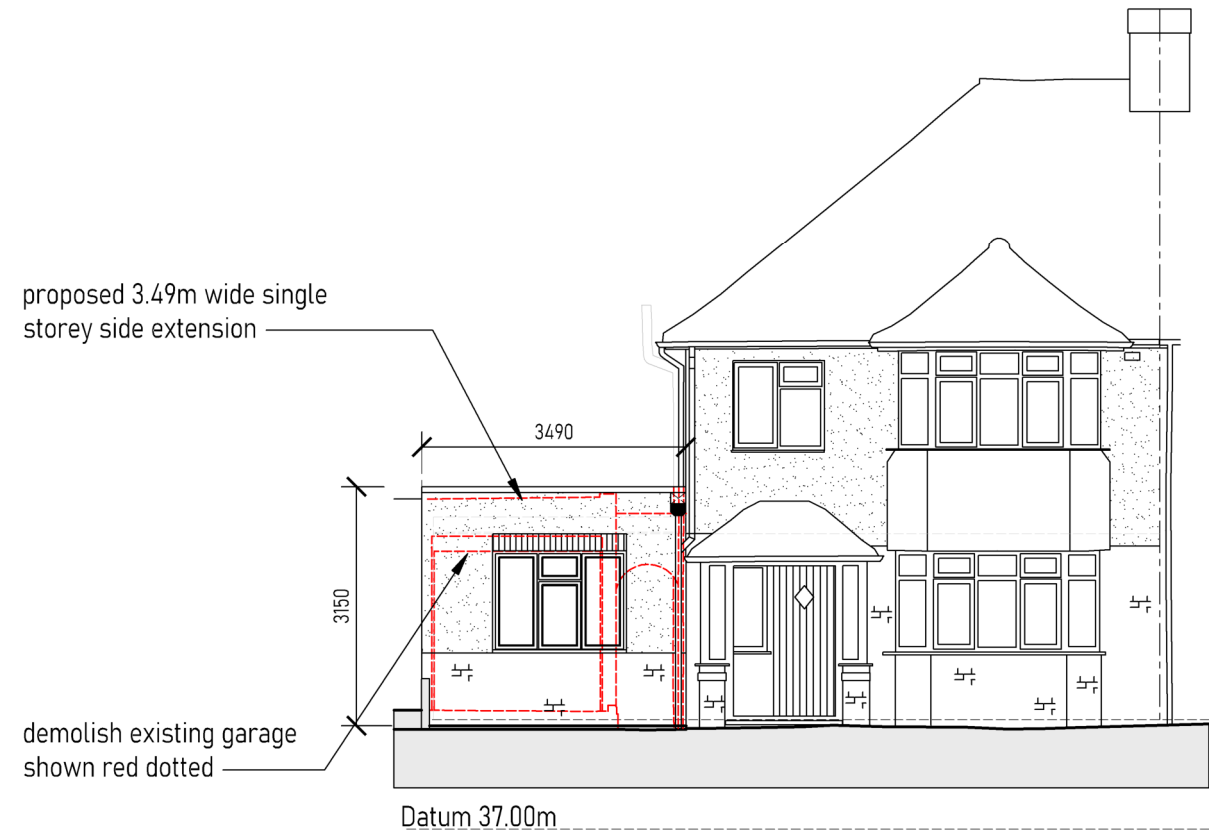 proposed 3.49m wide single
storey side extension
3490
3150
demolish existing garage
shown red dotted
Datum 37.00m